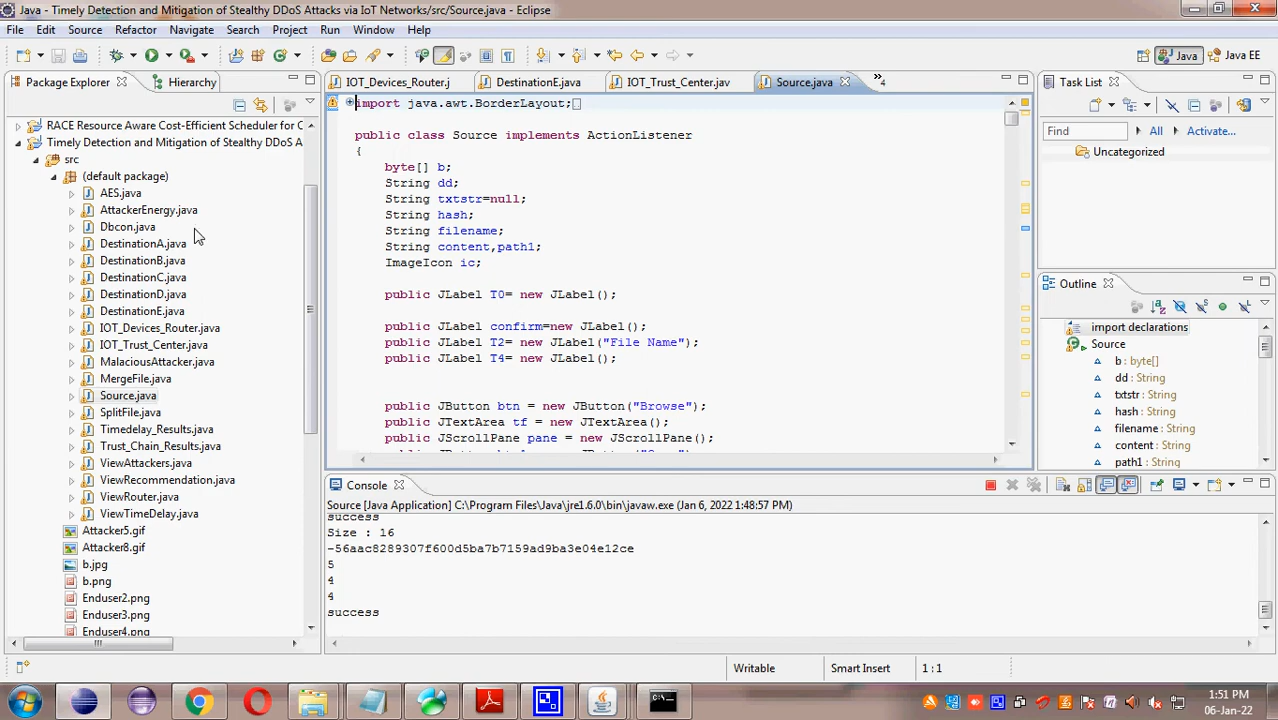 Java - Timely Detection and Mitigation of Stealthy DDoS Attacks via IoT Networks/src/Source.java - Eclipse
File Edit Source Refactor Navigate Search Project Run Window Help
Java Java EE
Package Explorer Hierarchy
RACE Resource Aware Cost-Efficient Scheduler for C
Timely Detection and Mitigation of Stealthy DDoS A
src
(default package)
AES.java
AttackerEnergy.java
Dbcon.java
DestinationA.java
DestinationB.java
DestinationC.java
DestinationD.java
DestinationE.java
IOT_Devices_Router.java
IOT_Trust_Center.java
MalaciousAttacker.java
MergeFile.java
Source.java
SplitFile.java
Timedelay_Results.java
Trust_Chain_Results.java
ViewAttackers.java
ViewRecommendation.java
ViewRouter.java
ViewTimeDelay.java
Attacker5.gif
Attacker8.gif
b.jpg
b.png
Enduser2.png
Enduser3.png
Enduser4.png
IOT_Devices_Router.j DestinationE.java IOT_Trust_Center.jav Source.java »4
import java.awt.BorderLayout;
public class Source implements ActionListener
{
byte[] b;
String dd;
String txtstr=null;
String hash;
String filename;
String content,path1;
ImageIcon ic;
public JLabel T0= new JLabel();
public JLabel confirm=new JLabel();
public JLabel T2= new JLabel("File Name");
public JLabel T4= new JLabel();
public JButton btn = new JButton("Browse");
public JTextArea tf = new JTextArea();
public JScrollPane pane = new JScrollPane();
Task List
Find All Activate...
Uncategorized
Outline
import declarations
Source
b : byte[]
dd : String
txtstr : String
hash : String
filename : String
content : String
path1 : String
Console
Source [Java Application] C:\Program Files\Java\jre1.6.0\bin\javaw.exe (Jan 6, 2022 1:48:57 PM)
success
Size : 16
-56aac8289307f600d5ba7b7159ad9ba3e04e12ce
5
4
4
success
Writable Smart Insert 1 : 1
1:51 PM
06-Jan-22